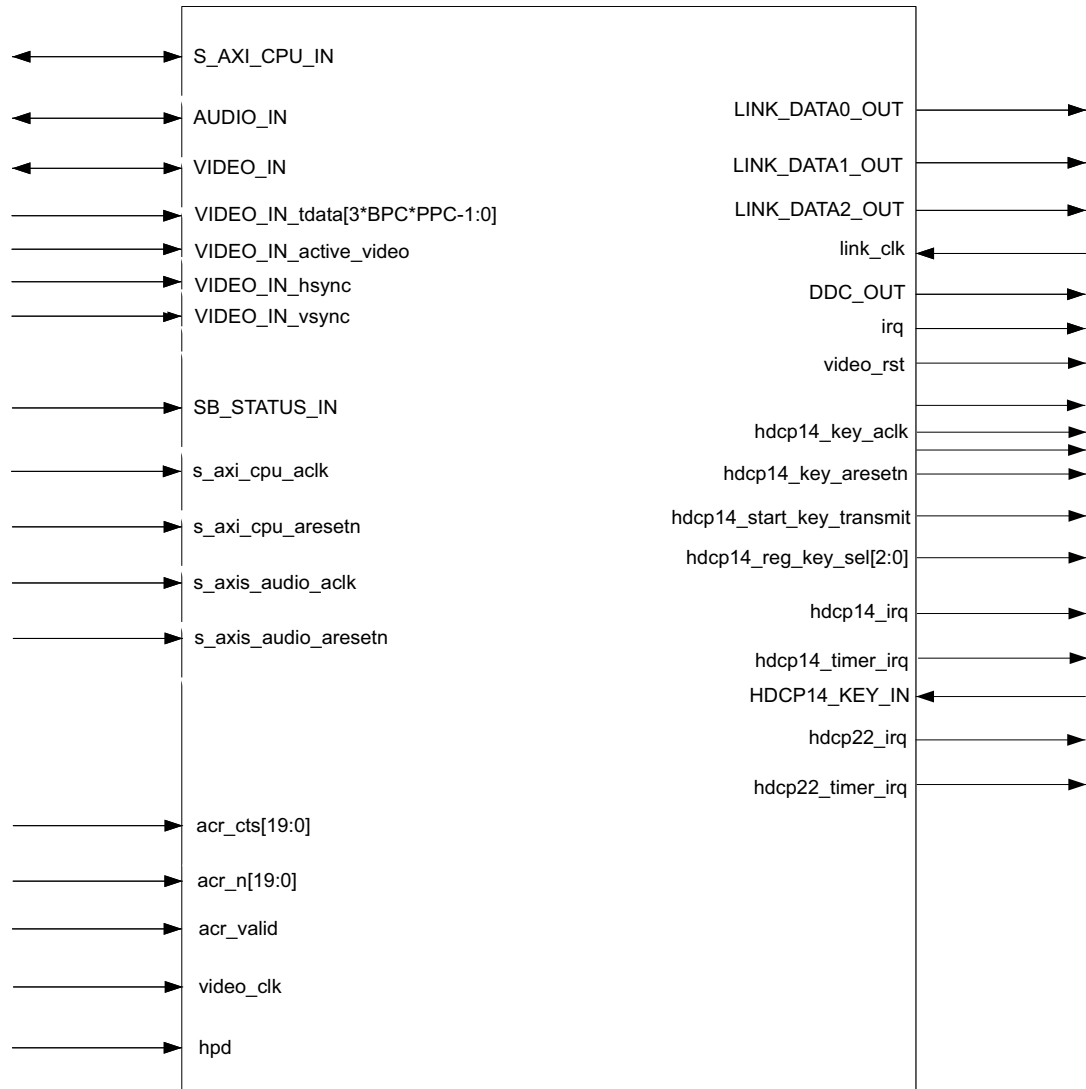 S_AXI_CPU_IN
AUDIO_IN
VIDEO_IN
VIDEO_IN_tdata[3*BPC*PPC-1:0]
VIDEO_IN_active_video
VIDEO_IN_hsync
VIDEO_IN_vsync
SB_STATUS_IN
s_axi_cpu_aclk
s_axi_cpu_aresetn
s_axis_audio_aclk
s_axis_audio_aresetn
acr_cts[19:0]
acr_n[19:0]
acr_valid
video_clk
hpd
LINK_DATA0_OUT
LINK_DATA1_OUT
LINK_DATA2_OUT
link_clk
DDC_OUT
irq
video_rst
hdcp14_key_aclk
hdcp14_key_aresetn
hdcp14_start_key_transmit
hdcp14_reg_key_sel[2:0]
hdcp14_irq
hdcp14_timer_irq
HDCP14_KEY_IN
hdcp22_irq
hdcp22_timer_irq